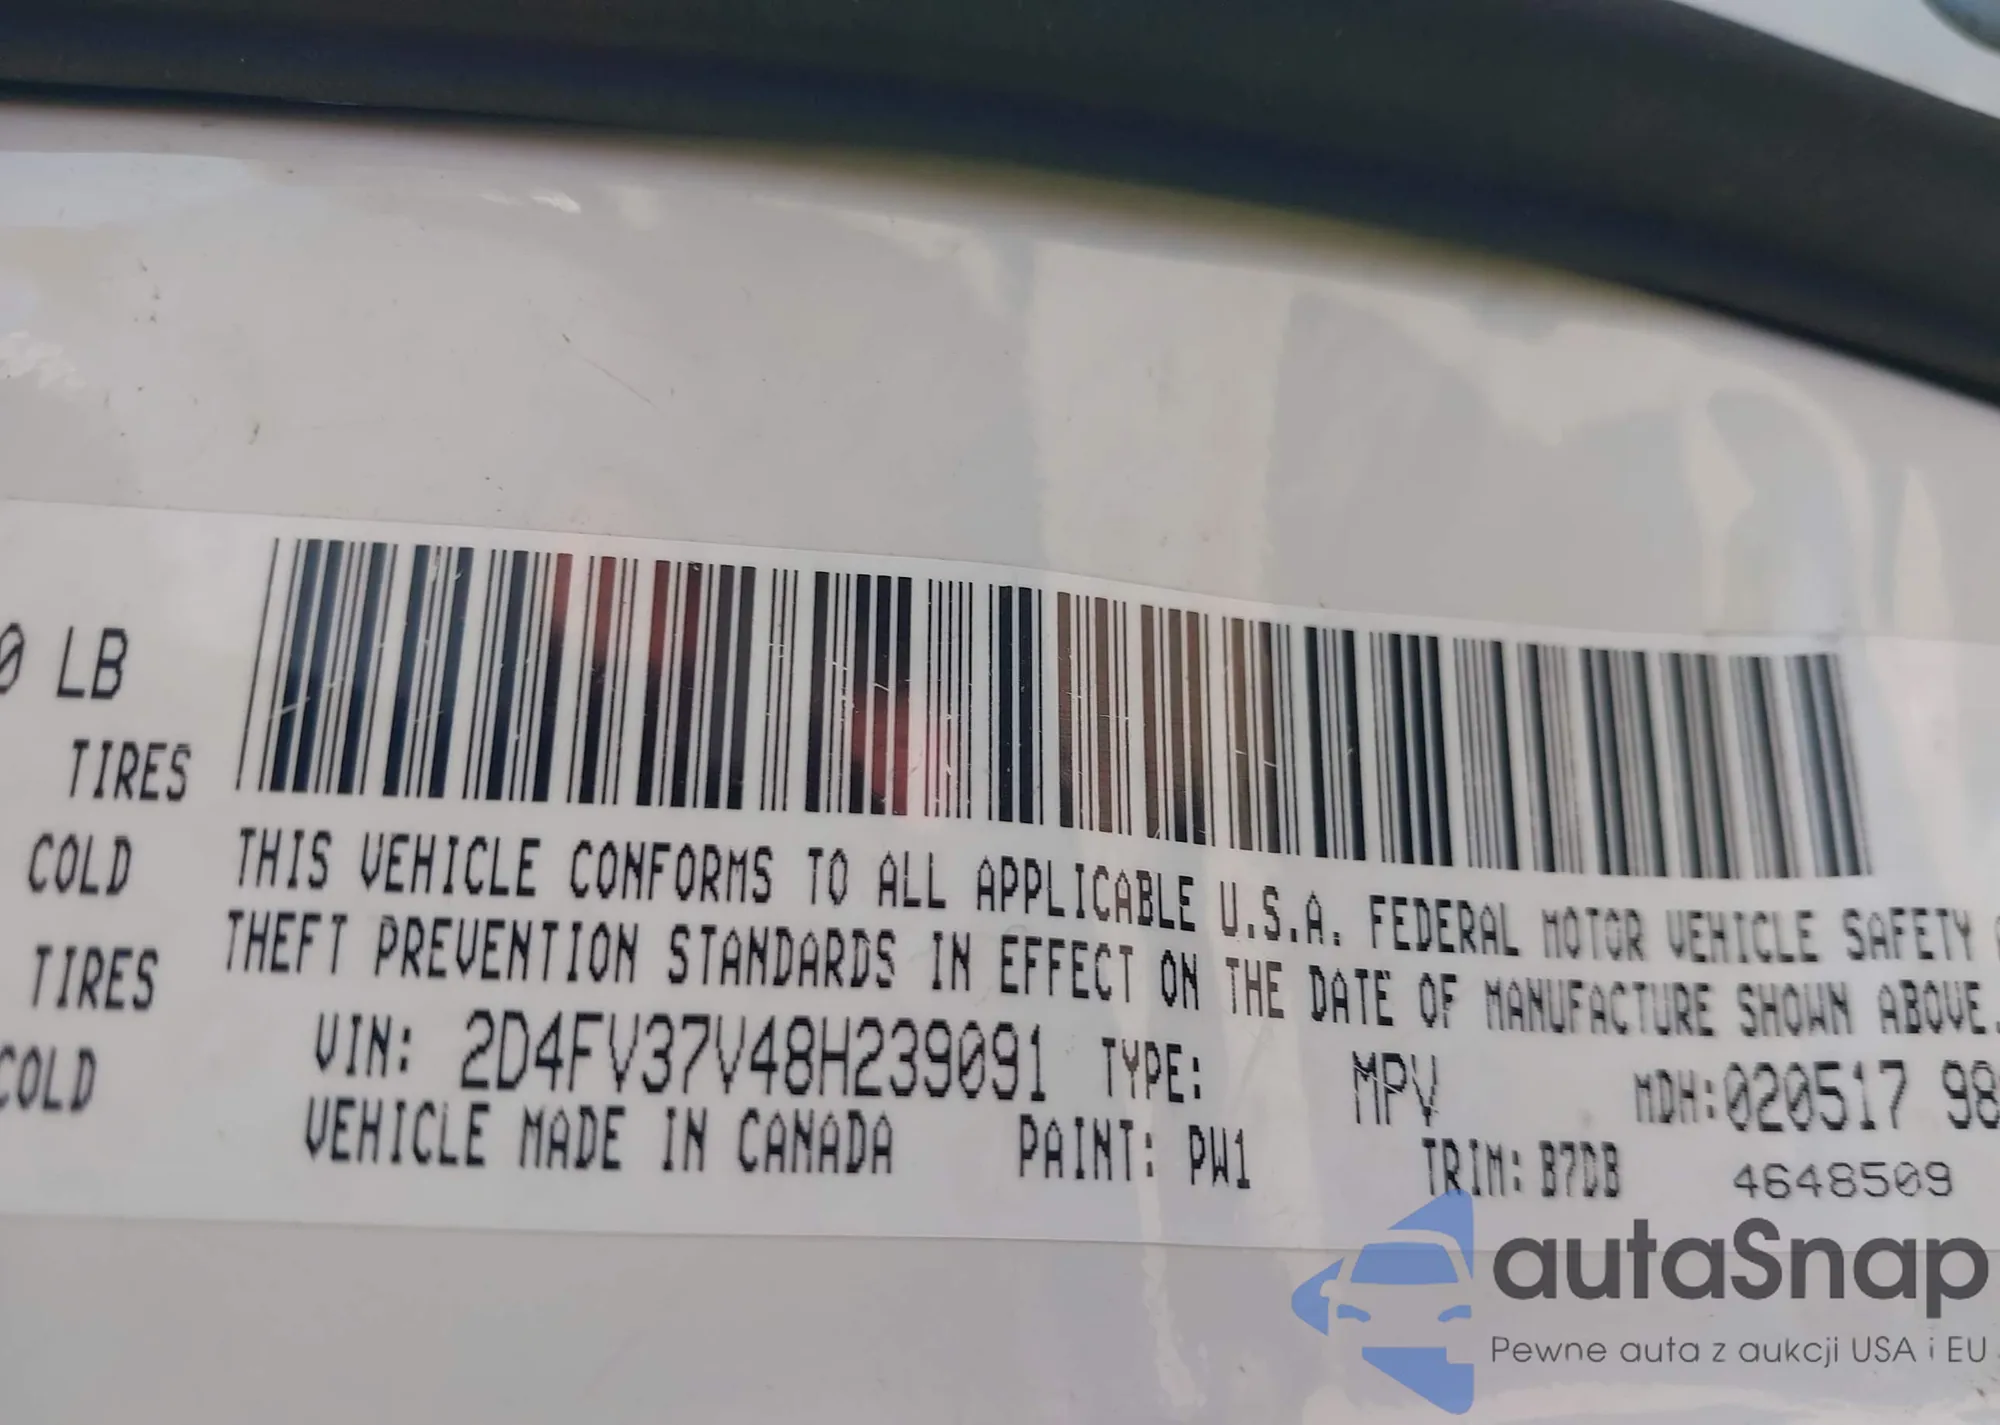 0 LB
TIRES
COLD
TIRES
COLD
THIS VEHICLE CONFORMS TO ALL APPLICABLE U.S.A. FEDERAL MOTOR VEHICLE SAFETY
THEFT PREVENTION STANDARDS IN EFFECT ON THE DATE OF MANUFACTURE SHOWN ABOVE.
VIN: 2D4FV37V48H239091 TYPE: MPV MDH:020517 98
VEHICLE MADE IN CANADA PAINT: PW1 TRIM: B7DB 4648509
autaSnap
Pewne auta z aukcji USA i EU